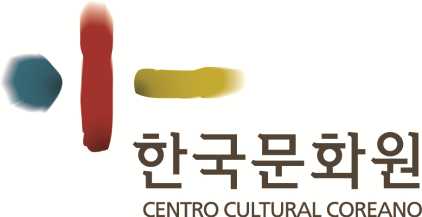 한국문화원
CENTRO CULTURAL COREANO